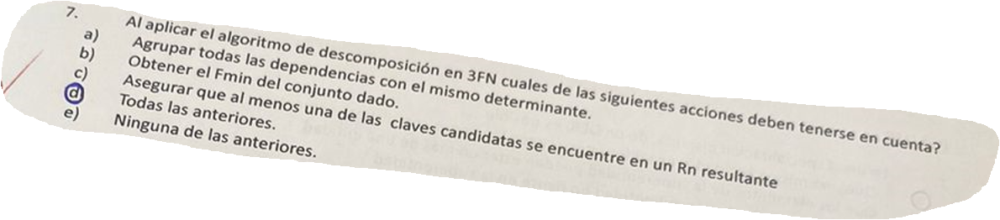 7. Al aplicar el algoritmo de descomposición en 3FN cuales de las siguientes acciones deben tenerse en cuenta?
a) Agrupar todas las dependencias con el mismo determinante.
b) Obtener el Fmin del conjunto dado.
c) Asegurar que al menos una de las claves candidatas se encuentre en un Rn resultante
d) Todas las anteriores.
e) Ninguna de las anteriores.